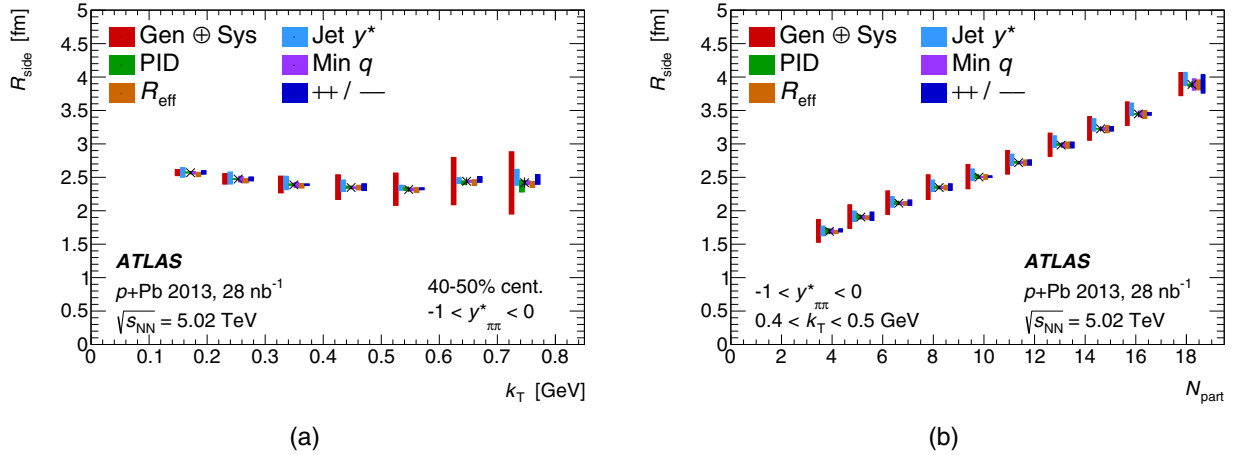 R_side [fm]
5
4.5
4
3.5
3
2.5
2
1.5
1
0.5
0
Gen ⊕ Sys
PID
R_eff
Jet y*
Min q
++ / −−
ATLAS
p+Pb 2013, 28 nb⁻¹
√s_NN = 5.02 TeV
40-50% cent.
-1 < y*_ππ < 0
0 0.1 0.2 0.3 0.4 0.5 0.6 0.7 0.8
k_T [GeV]
(a)
R_side [fm]
5
4.5
4
3.5
3
2.5
2
1.5
1
0.5
0
Gen ⊕ Sys
PID
R_eff
Jet y*
Min q
++ / −−
-1 < y*_ππ < 0
0.4 < k_T < 0.5 GeV
ATLAS
p+Pb 2013, 28 nb⁻¹
√s_NN = 5.02 TeV
0 2 4 6 8 10 12 14 16 18
N_part
(b)